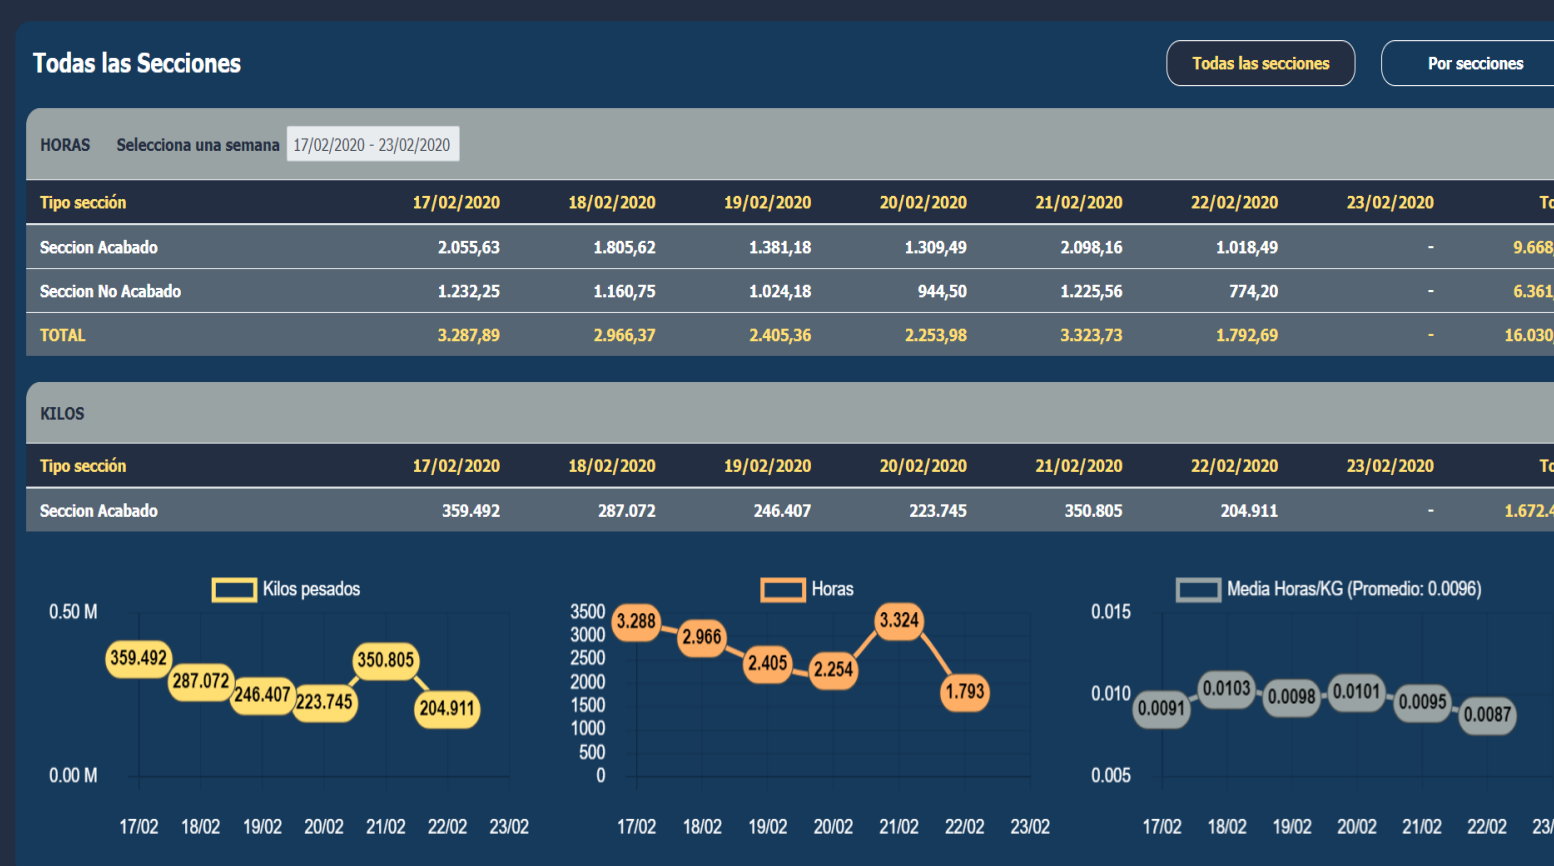 Todas las Secciones
Todas las secciones Por secciones
HORAS Selecciona una semana 17/02/2020 - 23/02/2020
Tipo sección 17/02/2020 18/02/2020 19/02/2020 20/02/2020 21/02/2020 22/02/2020 23/02/2020 To
Seccion Acabado 2.055,63 1.805,62 1.381,18 1.309,49 2.098,16 1.018,49 - 9.668,
Seccion No Acabado 1.232,25 1.160,75 1.024,18 944,50 1.225,56 774,20 - 6.361,
TOTAL 3.287,89 2.966,37 2.405,36 2.253,98 3.323,73 1.792,69 - 16.030,
KILOS
Tipo sección 17/02/2020 18/02/2020 19/02/2020 20/02/2020 21/02/2020 22/02/2020 23/02/2020 To
Seccion Acabado 359.492 287.072 246.407 223.745 350.805 204.911 - 1.672.4
Kilos pesados
0.50 M
359.492 287.072 246.407 223.745 350.805 204.911
0.00 M
17/02 18/02 19/02 20/02 21/02 22/02 23/02
Horas
3500
3000
2500
2000
1500
1000
500
0
3.288 2.966 2.405 2.254 3.324 1.793
17/02 18/02 19/02 20/02 21/02 22/02 23/02
Media Horas/KG (Promedio: 0.0096)
0.015
0.010
0.005
0.0091 0.0103 0.0098 0.0101 0.0095 0.0087
17/02 18/02 19/02 20/02 21/02 22/02 23/